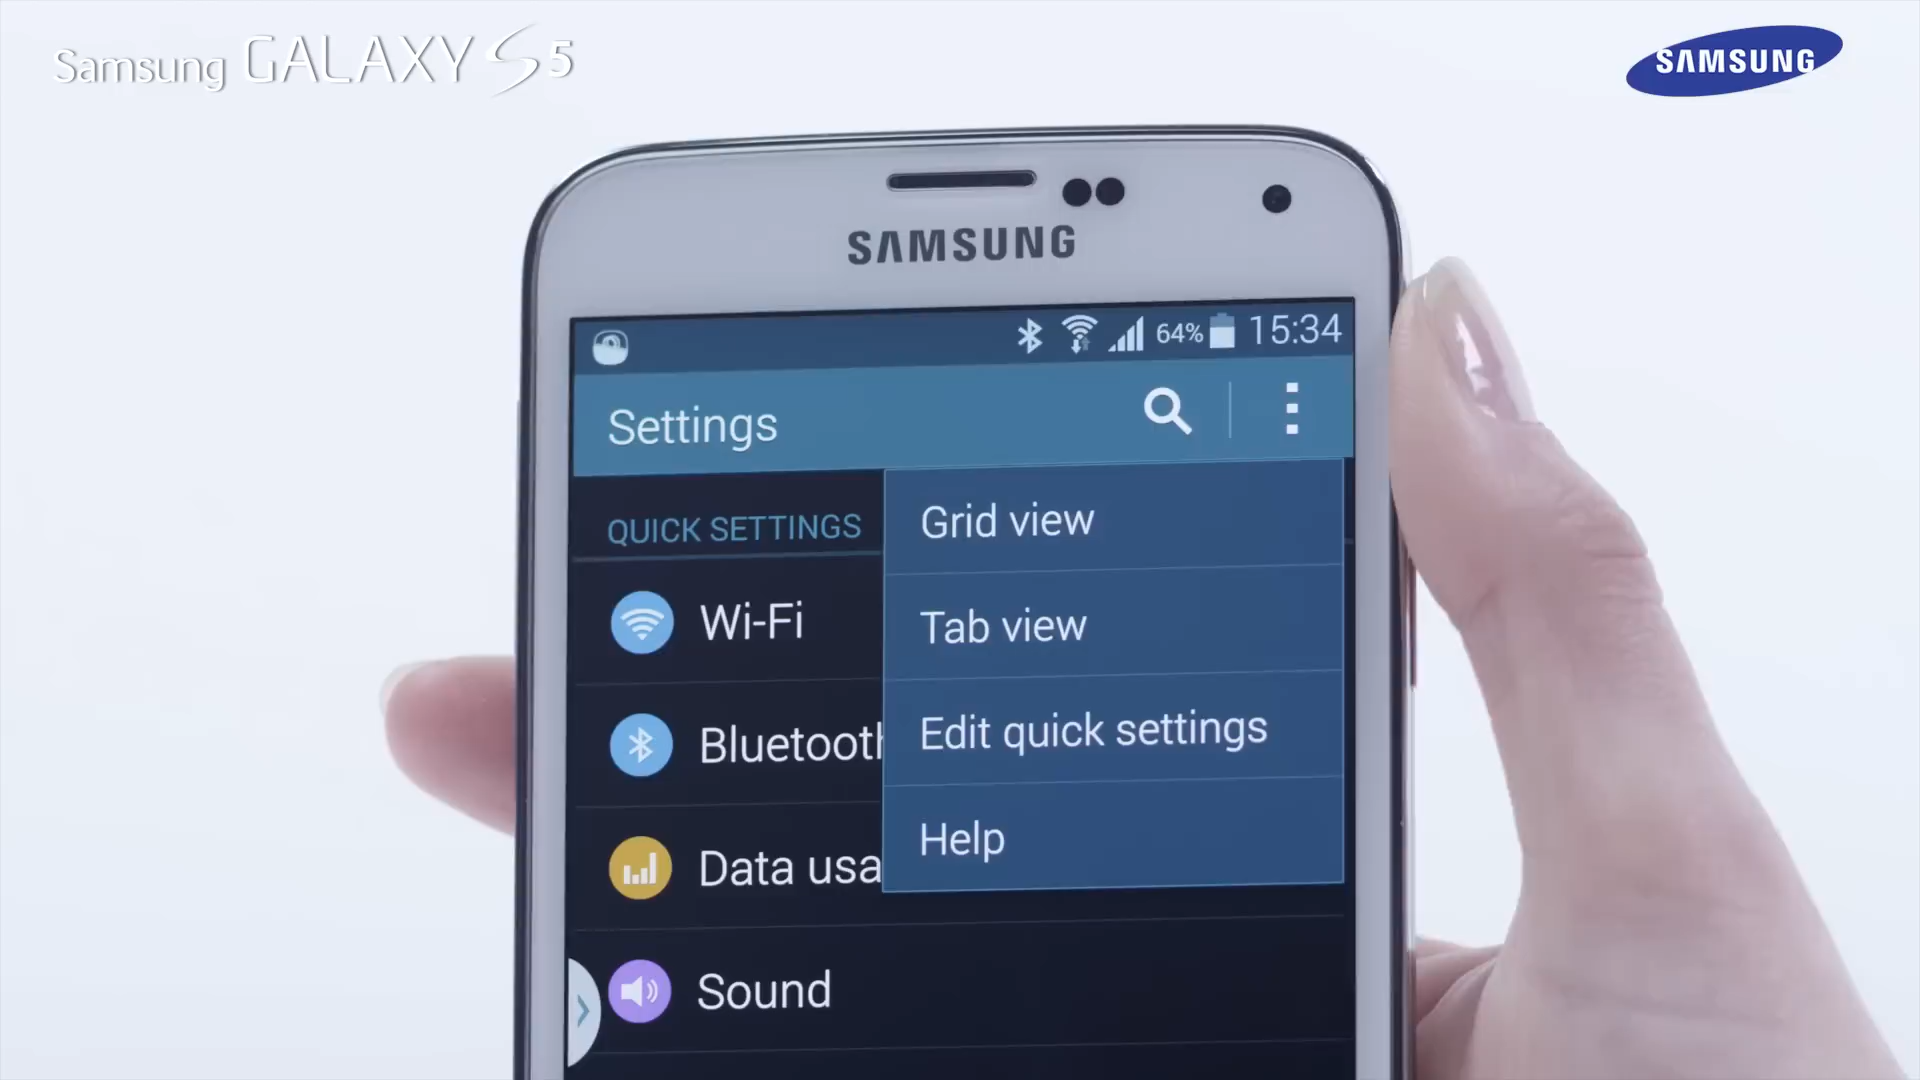 Samsung GALAXY S5
SAMSUNG
SAMSUNG
64% 15:34
Settings
QUICK SETTINGS
Grid view
Wi-Fi
Tab view
Bluetooth
Edit quick settings
Data usa
Help
Sound